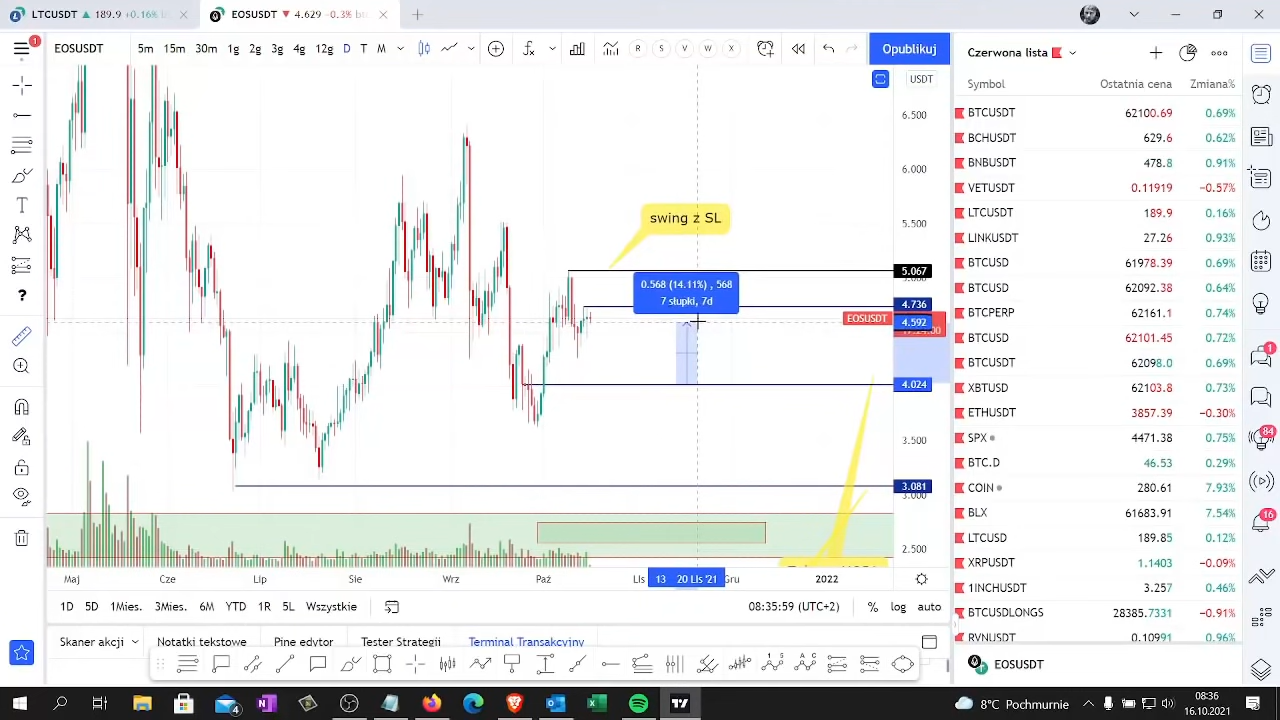 LTCUSDT ▲ 189.9 +0.16%
EOSUSDT ▼ 4.629 −0.3%
1
EOSUSDT 5m 15m 30m 1g 2g 3g 4g 12g D T M R S V W X Opublikuj
Czerwona lista
USDT
Symbol Ostatnia cena Zmiana%
BTCUSDT 62100.69 0.69%
BCHUSDT 629.6 0.62%
BNBUSDT 478.8 0.91%
VETUSDT 0.11919 −0.57%
LTCUSDT 189.9 0.16%
LINKUSDT 27.26 0.93%
BTCUSD 61978.39 0.69%
BTCUSD 62092.38 0.64%
BTCPERP 62161.1 0.74%
BTCUSD 62101.45 0.72%
BTCUSDT 62098.0 0.69%
XBTUSD 62103.8 0.73%
ETHUSDT 3857.39 −0.30%
SPX 4471.38 0.75%
BTC.D 46.53 0.29%
COIN 280.61 7.93%
BLX 61683.91 7.54%
LTCUSD 189.85 0.12%
XRPUSDT 1.1403 −0.09%
1INCHUSDT 3.257 0.46%
BTCUSDLONGS 28385.7331 −0.91%
RVNUSDT 0.10991 0.96%
EOSUSDT
6.500
6.000
5.500
swing z SL
5.067
0.568 (14.11%) , 568
7 słupki, 7d
4.736
EOSUSDT
4.592
4.024
3.500
3.081
3.000
2.500
Maj Cze Lip Sie Wrz Paź Lis 13 20 Lis '21 Gru 2022
1D 5D 1Mies. 3Mies. 6M YTD 1R 5L Wszystkie 08:35:59 (UTC+2) % log auto
Skaner akcji Notatki tekstowe Pine edytor Tester Strategii Terminal Transakcyjny
1
84
16
8°C Pochmurnie
08:36
16.10.2021